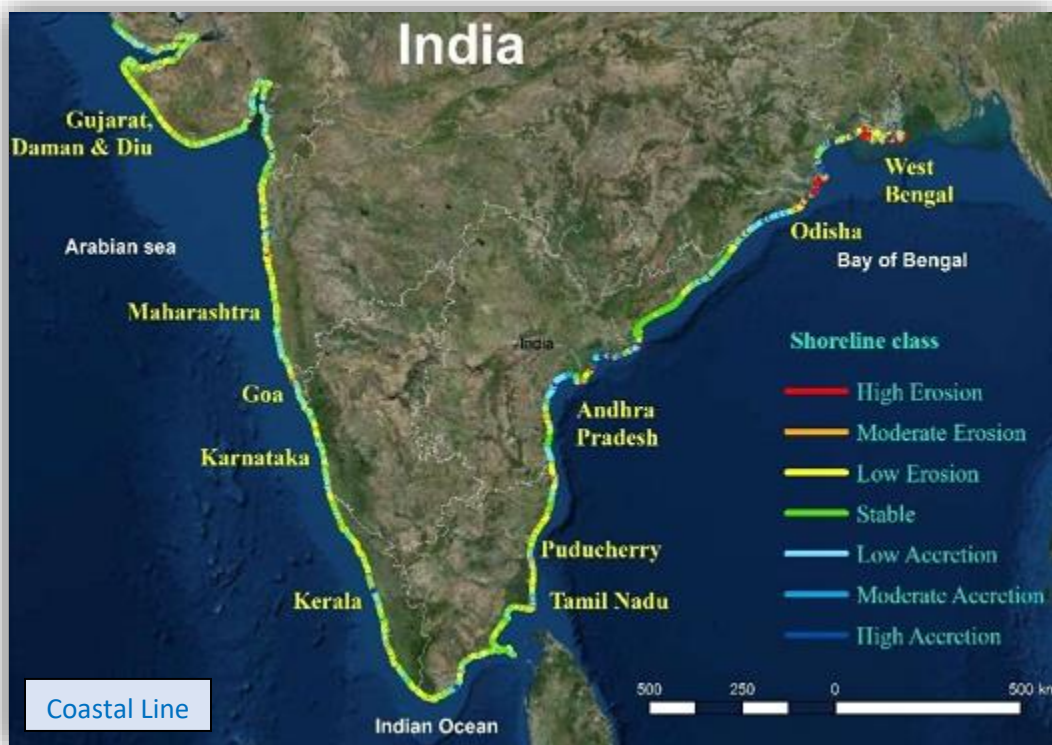 India
Gujarat,
Daman & Diu
West
Bengal
Odisha
Arabian sea
Bay of Bengal
Maharashtra
India
Shoreline class
Goa
High Erosion
Andhra
Pradesh
Moderate Erosion
Karnataka
Low Erosion
Stable
Puducherry
Low Accretion
Kerala
Tamil Nadu
Moderate Accretion
High Accretion
500 250 0 500 km
Coastal Line
Indian Ocean